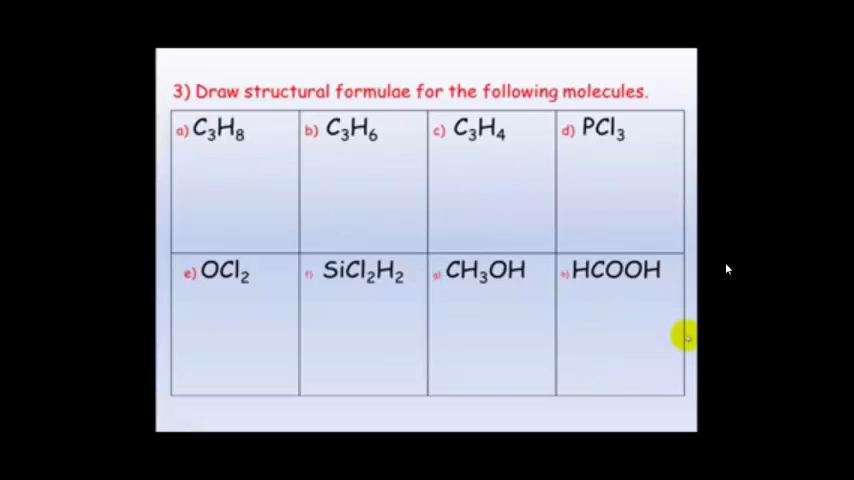 3) Draw structural formulae for the following molecules.
a) C₃H₈ b) C₃H₆ c) C₃H₄ d) PCl₃
e) OCl₂ f) SiCl₂H₂ g) CH₃OH h) HCOOH